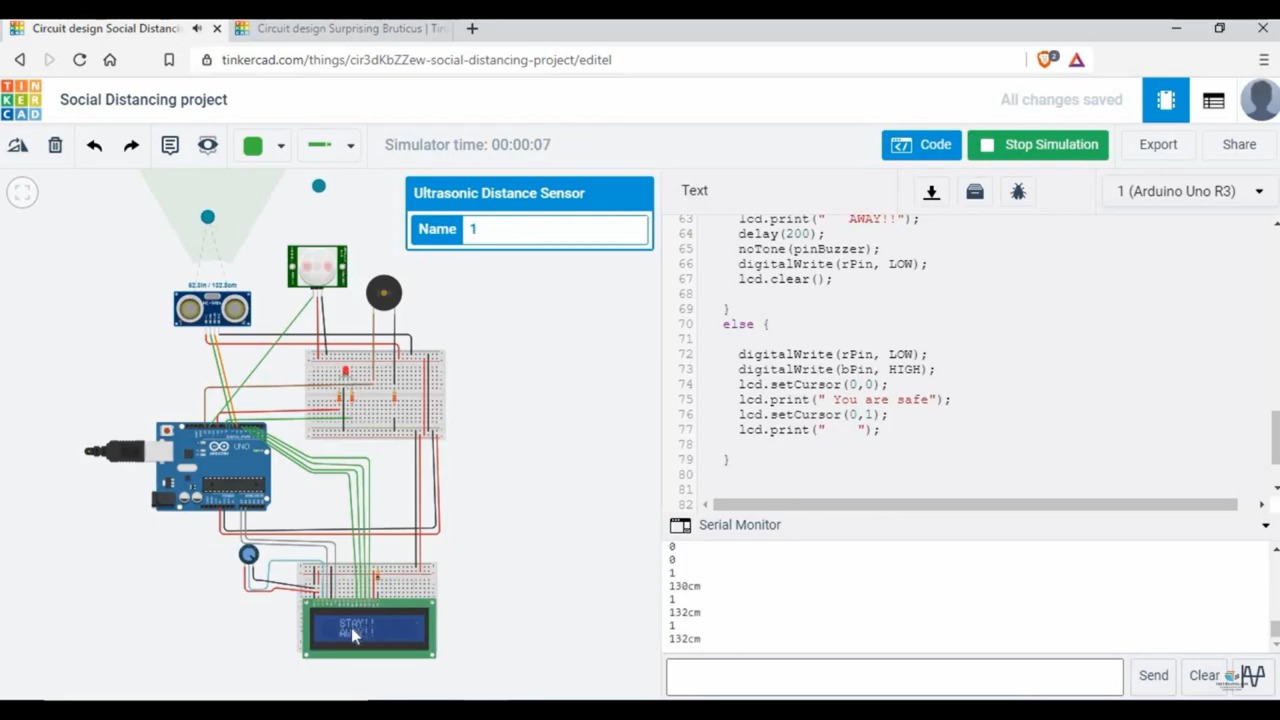 Circuit design Social Distanci
Circuit design Surprising Bruticus | Tin
tinkercad.com/things/cir3dKbZZew-social-distancing-project/editel
2
TIN
KER
CAD
Social Distancing project
All changes saved
Simulator time: 00:00:07
Code
Stop Simulation
Export
Share
Ultrasonic Distance Sensor
Name 1
Text
1 (Arduino Uno R3)
63 lcd.print("   AWAY!!");
64 delay(200);
65 noTone(pinBuzzer);
66 digitalWrite(rPin, LOW);
67 lcd.clear();
68
69 }
70 else {
71
72 digitalWrite(rPin, LOW);
73 digitalWrite(bPin, HIGH);
74 lcd.setCursor(0,0);
75 lcd.print(" You are safe");
76 lcd.setCursor(0,1);
77 lcd.print("    ");
78
79 }
80
81
82
UNO
STAY!!
AWAY!!
Serial Monitor
0
0
1
130cm
1
132cm
1
132cm
Send
Clear